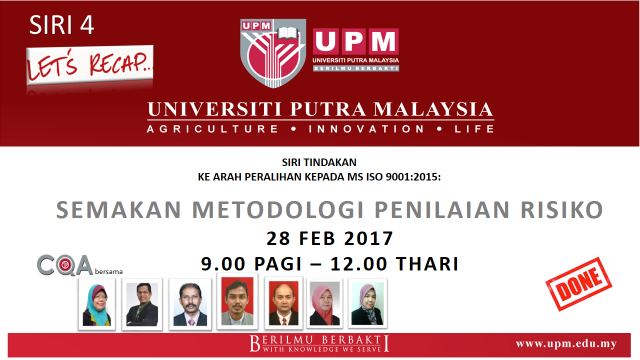 SIRI 4
LET'S RECAP..
UPM
UPM
UNIVERSITI PUTRA MALAYSIA
BERILMU BERBAKTI
UNIVERSITI PUTRA MALAYSIA
AGRICULTURE • INNOVATION • LIFE
SIRI TINDAKAN
KE ARAH PERALIHAN KEPADA MS ISO 9001:2015:
SEMAKAN METODOLOGI PENILAIAN RISIKO
28 FEB 2017
9.00 PAGI – 12.00 THARI
CQA bersama
DONE
BERILMU BERBAKTI
WITH KNOWLEDGE WE SERVE
www.upm.edu.my